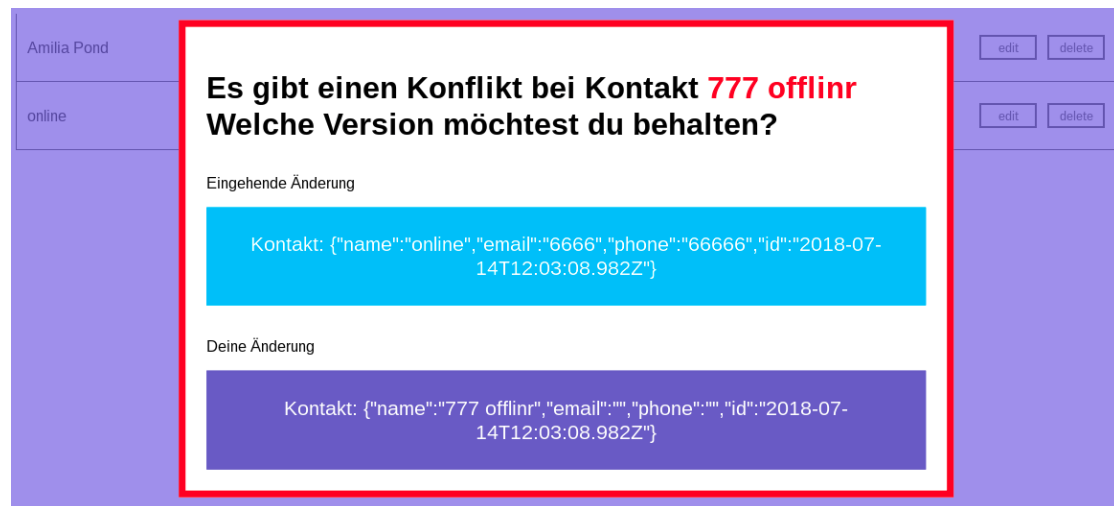 Amilia Pond
edit
delete
online
edit
delete
Es gibt einen Konflikt bei Kontakt 777 offlinr
Welche Version möchtest du behalten?
Eingehende Änderung
Kontakt: {"name":"online","email":"6666","phone":"66666","id":"2018-07-
14T12:03:08.982Z"}
Deine Änderung
Kontakt: {"name":"777 offlinr","email":"","phone":"","id":"2018-07-
14T12:03:08.982Z"}